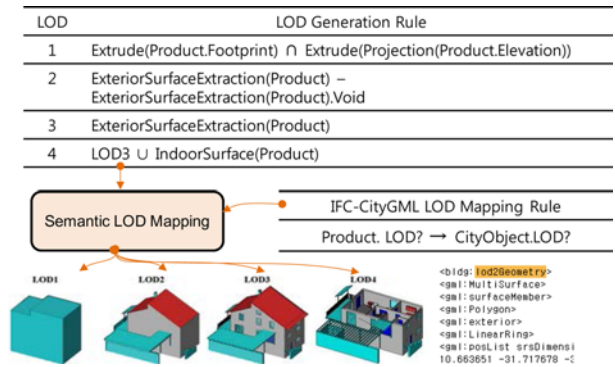 LOD LOD Generation Rule
1 Extrude(Product.Footprint) ∩ Extrude(Projection(Product.Elevation))
2 ExteriorSurfaceExtraction(Product) –
ExteriorSurfaceExtraction(Product).Void
3 ExteriorSurfaceExtraction(Product)
4 LOD3 ∪ IndoorSurface(Product)
Semantic LOD Mapping
IFC-CityGML LOD Mapping Rule
Product. LOD? → CityObject.LOD?
LOD1 LOD2 LOD3 LOD4
<bldg:lod2Geometry>
<gml:MultiSurface>
<gml:surfaceMember>
<gml:Polygon>
<gml:exterior>
<gml:LinearRing>
<gml:posList srsDimensi
10.663651 -31.717678 -